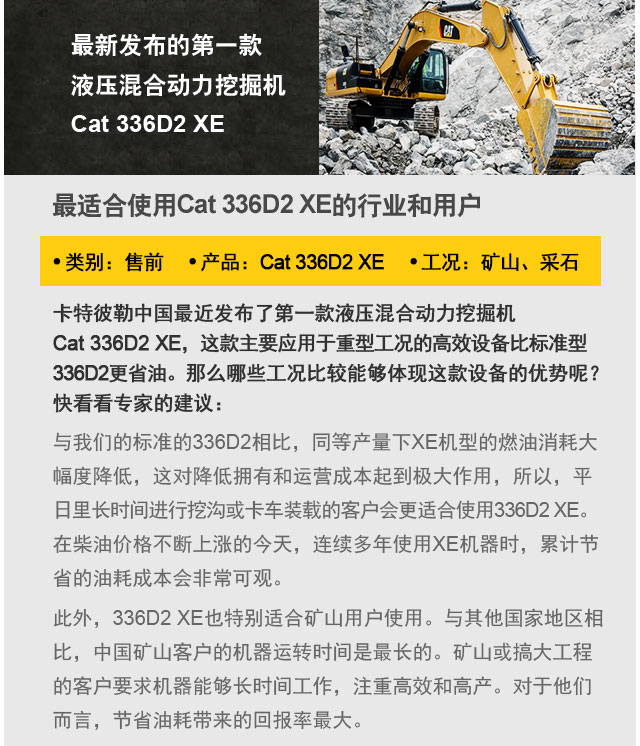 最新发布的第一款
液压混合动力挖掘机
Cat 336D2 XE
CAT
最适合使用Cat 336D2 XE的行业和用户
• 类别：售前 • 产品：Cat 336D2 XE • 工况：矿山、采石
卡特彼勒中国最近发布了第一款液压混合动力挖掘机
Cat 336D2 XE，这款主要应用于重型工况的高效设备比标准型
336D2更省油。那么哪些工况比较能够体现这款设备的优势呢？
快看看专家的建议：
与我们的标准的336D2相比，同等产量下XE机型的燃油消耗大
幅度降低，这对降低拥有和运营成本起到极大作用，所以，平
日里长时间进行挖沟或卡车装载的客户会更适合使用336D2 XE。
在柴油价格不断上涨的今天，连续多年使用XE机器时，累计节
省的油耗成本会非常可观。
此外，336D2 XE也特别适合矿山用户使用。与其他国家地区相
比，中国矿山客户的机器运转时间是最长的。矿山或搞大工程
的客户要求机器能够长时间工作，注重高效和高产。对于他们
而言，节省油耗带来的回报率最大。